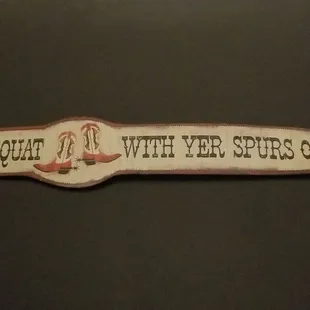 QUAT WITH YER SPURS O